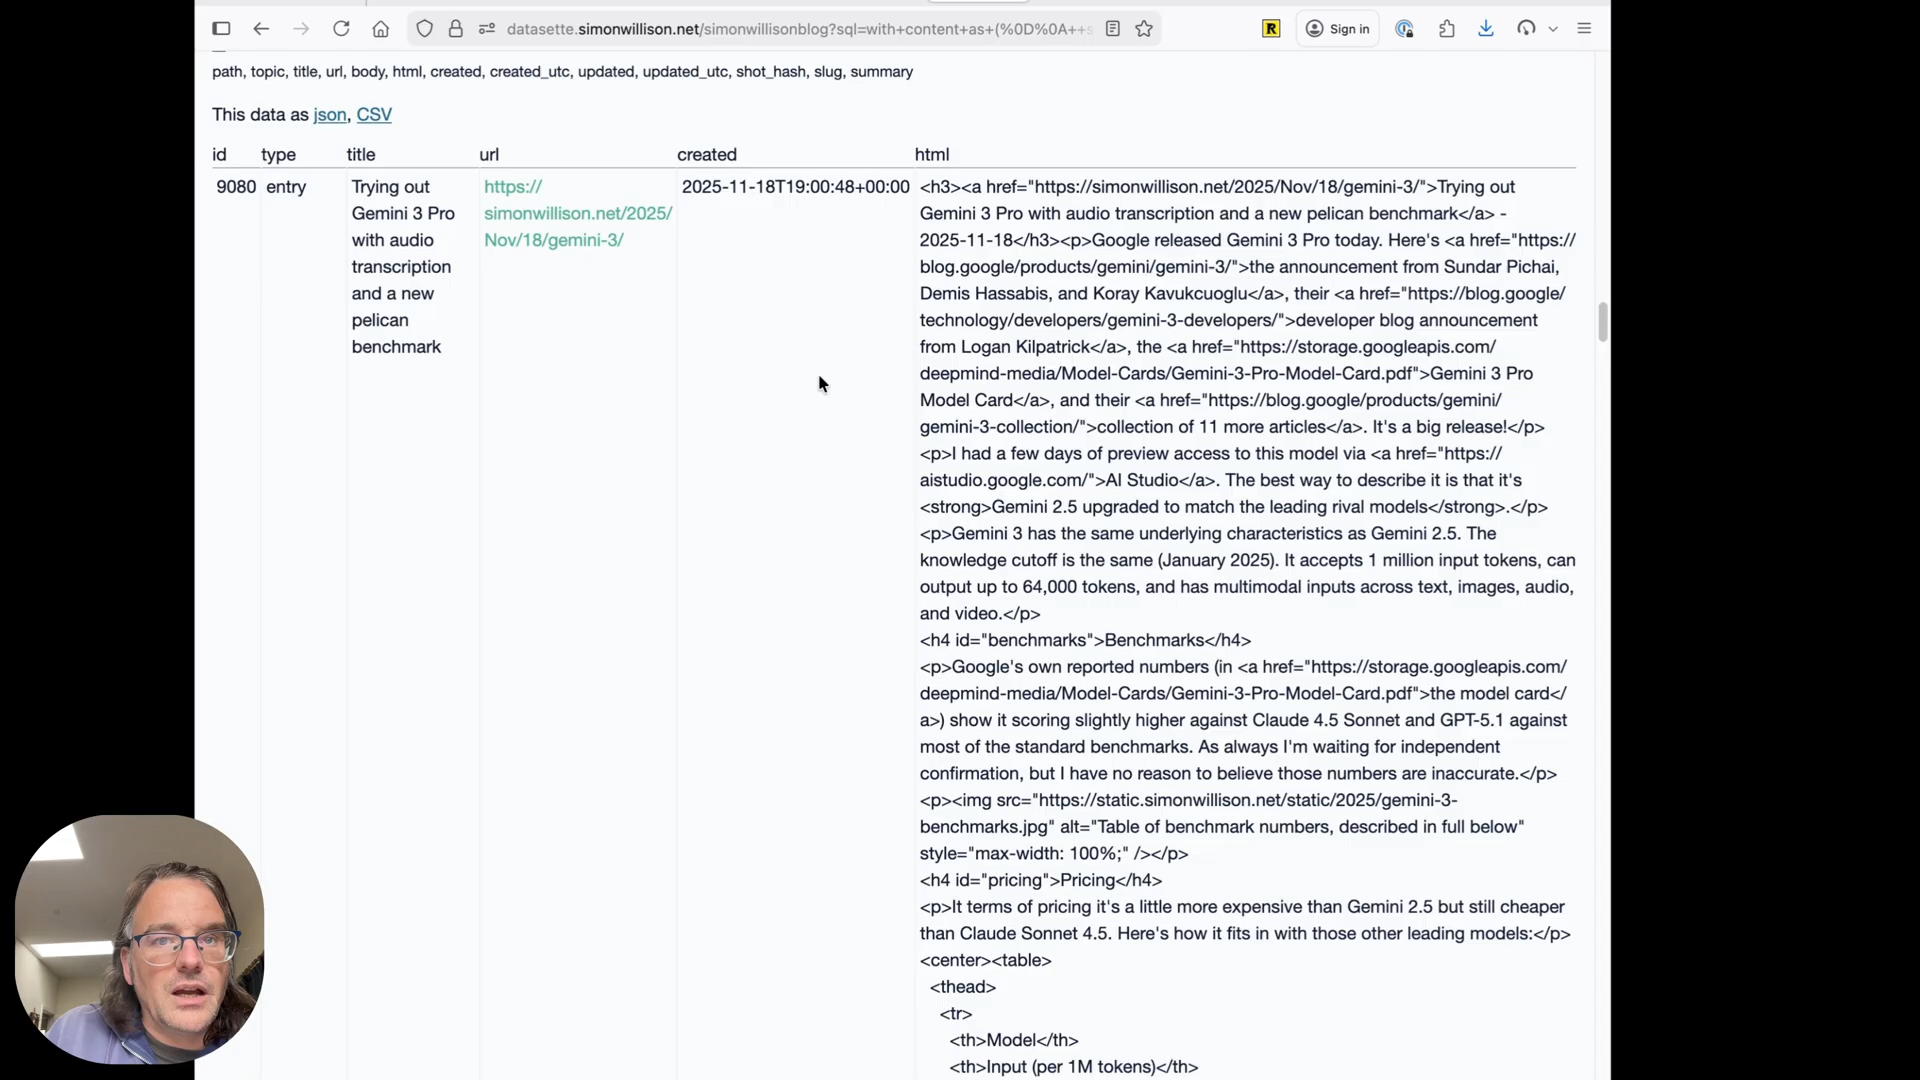 datasette.simonwillison.net/simonwillisonblog?sql=with+content+as+(%0D%0A++s
R
Sign in
path, topic, title, url, body, html, created, created_utc, updated, updated_utc, shot_hash, slug, summary
This data as json, CSV
id type title url created html
9080 entry
Trying out
Gemini 3 Pro
with audio
transcription
and a new
pelican
benchmark
https://
simonwillison.net/2025/
Nov/18/gemini-3/
2025-11-18T19:00:48+00:00
<h3><a href="https://simonwillison.net/2025/Nov/18/gemini-3/">Trying out
Gemini 3 Pro with audio transcription and a new pelican benchmark</a> -
2025-11-18</h3><p>Google released Gemini 3 Pro today. Here's <a href="https://
blog.google/products/gemini/gemini-3/">the announcement from Sundar Pichai,
Demis Hassabis, and Koray Kavukcuoglu</a>, their <a href="https://blog.google/
technology/developers/gemini-3-developers/">developer blog announcement
from Logan Kilpatrick</a>, the <a href="https://storage.googleapis.com/
deepmind-media/Model-Cards/Gemini-3-Pro-Model-Card.pdf">Gemini 3 Pro
Model Card</a>, and their <a href="https://blog.google/products/gemini/
gemini-3-collection/">collection of 11 more articles</a>. It's a big release!</p>
<p>I had a few days of preview access to this model via <a href="https://
aistudio.google.com/">AI Studio</a>. The best way to describe it is that it's
<strong>Gemini 2.5 upgraded to match the leading rival models</strong>.</p>
<p>Gemini 3 has the same underlying characteristics as Gemini 2.5. The
knowledge cutoff is the same (January 2025). It accepts 1 million input tokens, can
output up to 64,000 tokens, and has multimodal inputs across text, images, audio,
and video.</p>
<h4 id="benchmarks">Benchmarks</h4>
<p>Google's own reported numbers (in <a href="https://storage.googleapis.com/
deepmind-media/Model-Cards/Gemini-3-Pro-Model-Card.pdf">the model card</
a>) show it scoring slightly higher against Claude 4.5 Sonnet and GPT-5.1 against
most of the standard benchmarks. As always I'm waiting for independent
confirmation, but I have no reason to believe those numbers are inaccurate.</p>
<p><img src="https://static.simonwillison.net/static/2025/gemini-3-
benchmarks.jpg" alt="Table of benchmark numbers, described in full below"
style="max-width: 100%;" /></p>
<h4 id="pricing">Pricing</h4>
<p>It terms of pricing it's a little more expensive than Gemini 2.5 but still cheaper
than Claude Sonnet 4.5. Here's how it fits in with those other leading models:</p>
<center><table>
<thead>
<tr>
<th>Model</th>
<th>Input (per 1M tokens)</th>